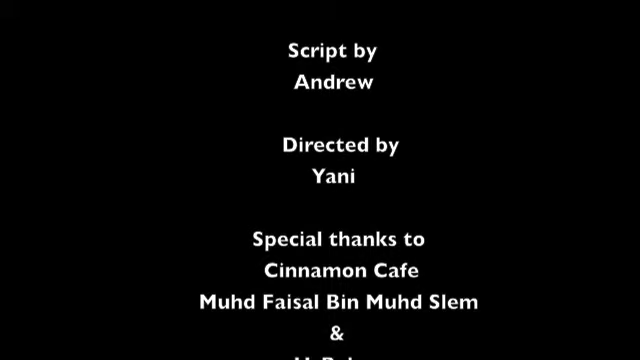 Script by
Andrew
Directed by
Yani
Special thanks to
Cinnamon Cafe
Muhd Faisal Bin Muhd Slem
&